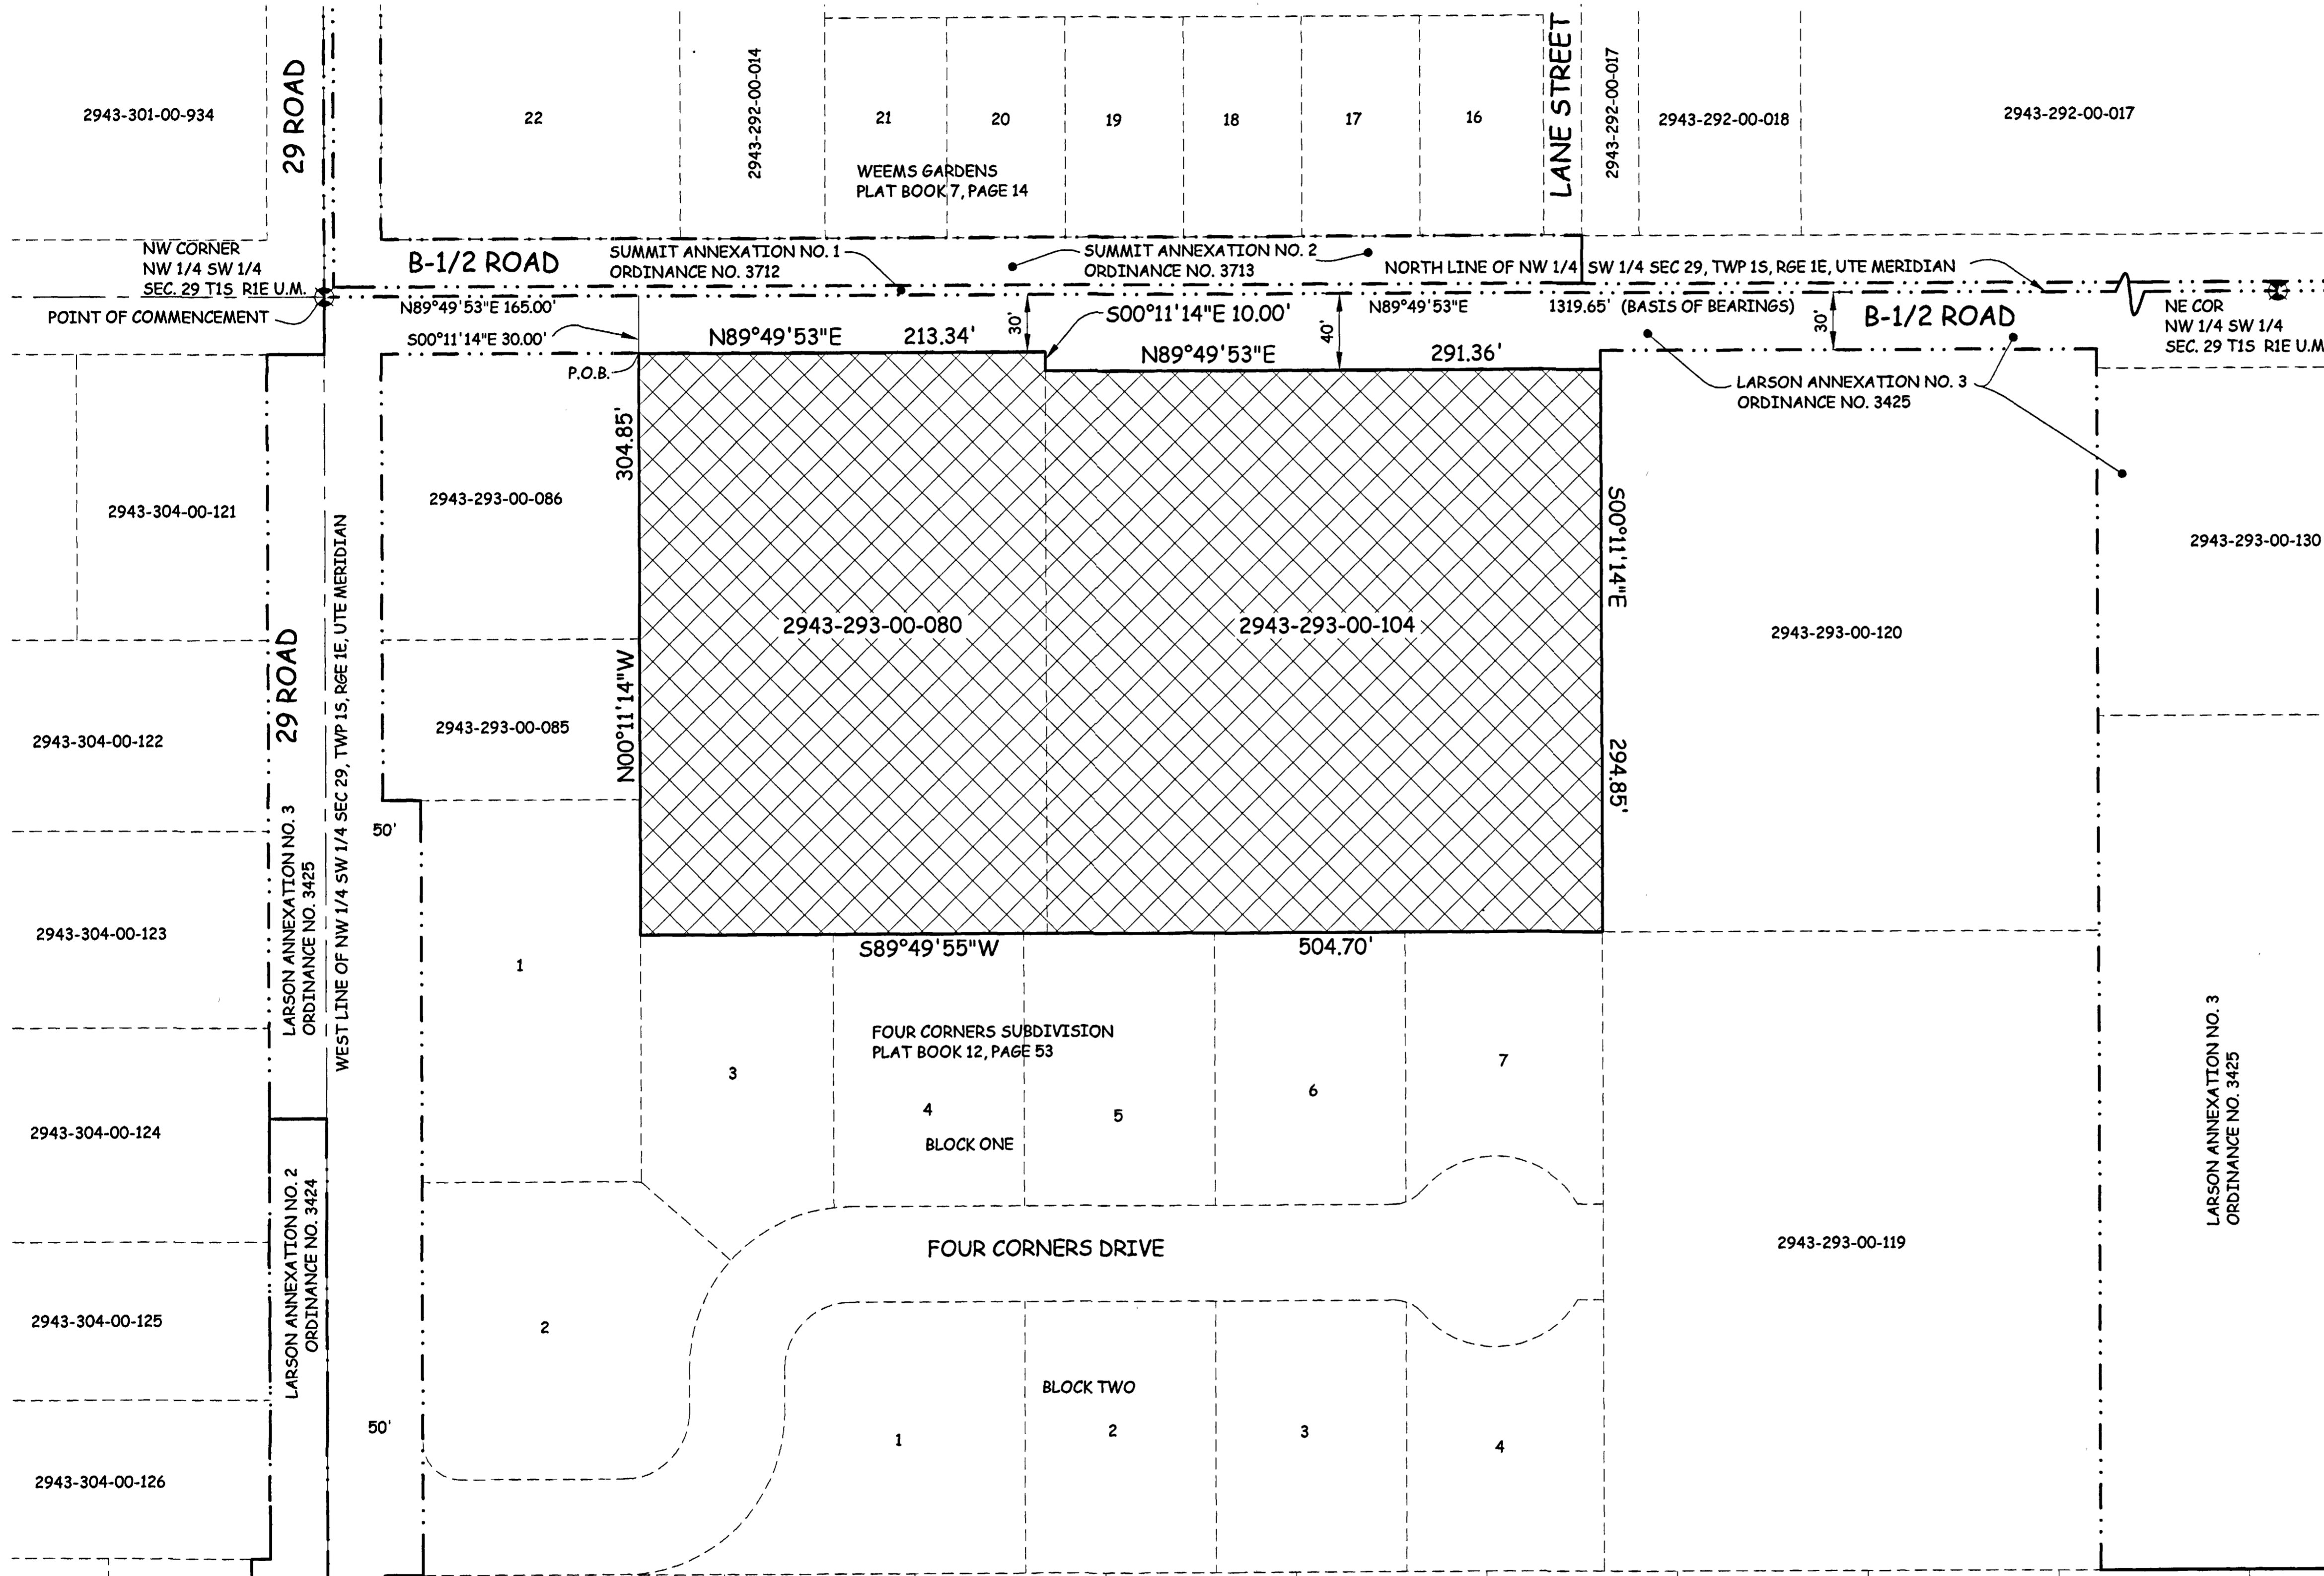 2943-301-00-934
29 ROAD
22
2943-292-00-014
21
20
19
18
17
16
LANE STREET
2943-292-00-017
2943-292-00-018
2943-292-00-017
WEEMS GARDENS
PLAT BOOK 7, PAGE 14
NW CORNER
NW 1/4 SW 1/4
SEC. 29 T1S R1E U.M.
POINT OF COMMENCEMENT
B-1/2 ROAD
SUMMIT ANNEXATION NO. 1
ORDINANCE NO. 3712
SUMMIT ANNEXATION NO. 2
ORDINANCE NO. 3713
NORTH LINE OF NW 1/4 SW 1/4 SEC 29, TWP 1S, RGE 1E, UTE MERIDIAN
N89°49'53"E 165.00'
S00°11'14"E 30.00'
P.O.B.
N89°49'53"E 213.34'
30'
S00°11'14"E 10.00'
40'
N89°49'53"E 1319.65' (BASIS OF BEARINGS)
N89°49'53"E 291.36'
30'
B-1/2 ROAD
NE COR
NW 1/4 SW 1/4
SEC. 29 T1S R1E U.M
LARSON ANNEXATION NO. 3
ORDINANCE NO. 3425
2943-304-00-121
2943-293-00-086
304.85'
N00°11'14"W
2943-293-00-080
2943-293-00-104
S00°11'14"E
294.85'
2943-293-00-120
2943-293-00-130
29 ROAD
WEST LINE OF NW 1/4 SW 1/4 SEC 29, TWP 1S, RGE 1E, UTE MERIDIAN
2943-304-00-122
2943-293-00-085
50'
LARSON ANNEXATION NO. 3
ORDINANCE NO. 3425
2943-304-00-123
1
S89°49'55"W 504.70'
FOUR CORNERS SUBDIVISION
PLAT BOOK 12, PAGE 53
3
4
5
6
7
BLOCK ONE
LARSON ANNEXATION NO. 3
ORDINANCE NO. 3425
2943-304-00-124
LARSON ANNEXATION NO. 2
ORDINANCE NO. 3424
FOUR CORNERS DRIVE
2943-293-00-119
2943-304-00-125
2
BLOCK TWO
50'
1
2
3
4
2943-304-00-126